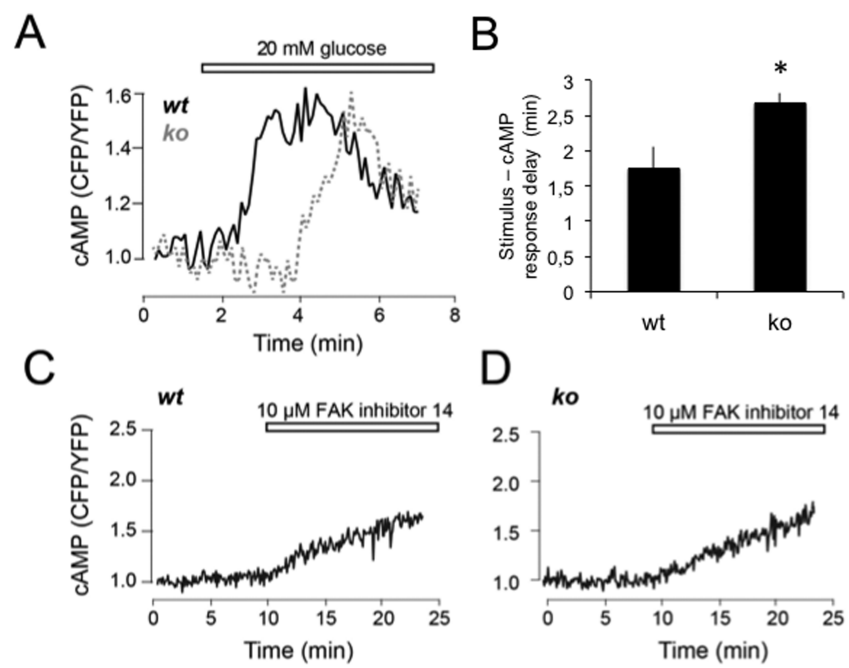 A
20 mM glucose
wt
ko
cAMP (CFP/YFP)
1.6
1.4
1.2
1.0
0 2 4 6 8
Time (min)
B
*
Stimulus – cAMP
response delay (min)
3
2,5
2
1,5
1
0,5
0
wt ko
C
wt
10 µM FAK inhibitor 14
cAMP (CFP/YFP)
2.5
2.0
1.5
1.0
0 5 10 15 20 25
Time (min)
D
ko
10 µM FAK inhibitor 14
2.5
2.0
1.5
1.0
0 5 10 15 20 25
Time (min)